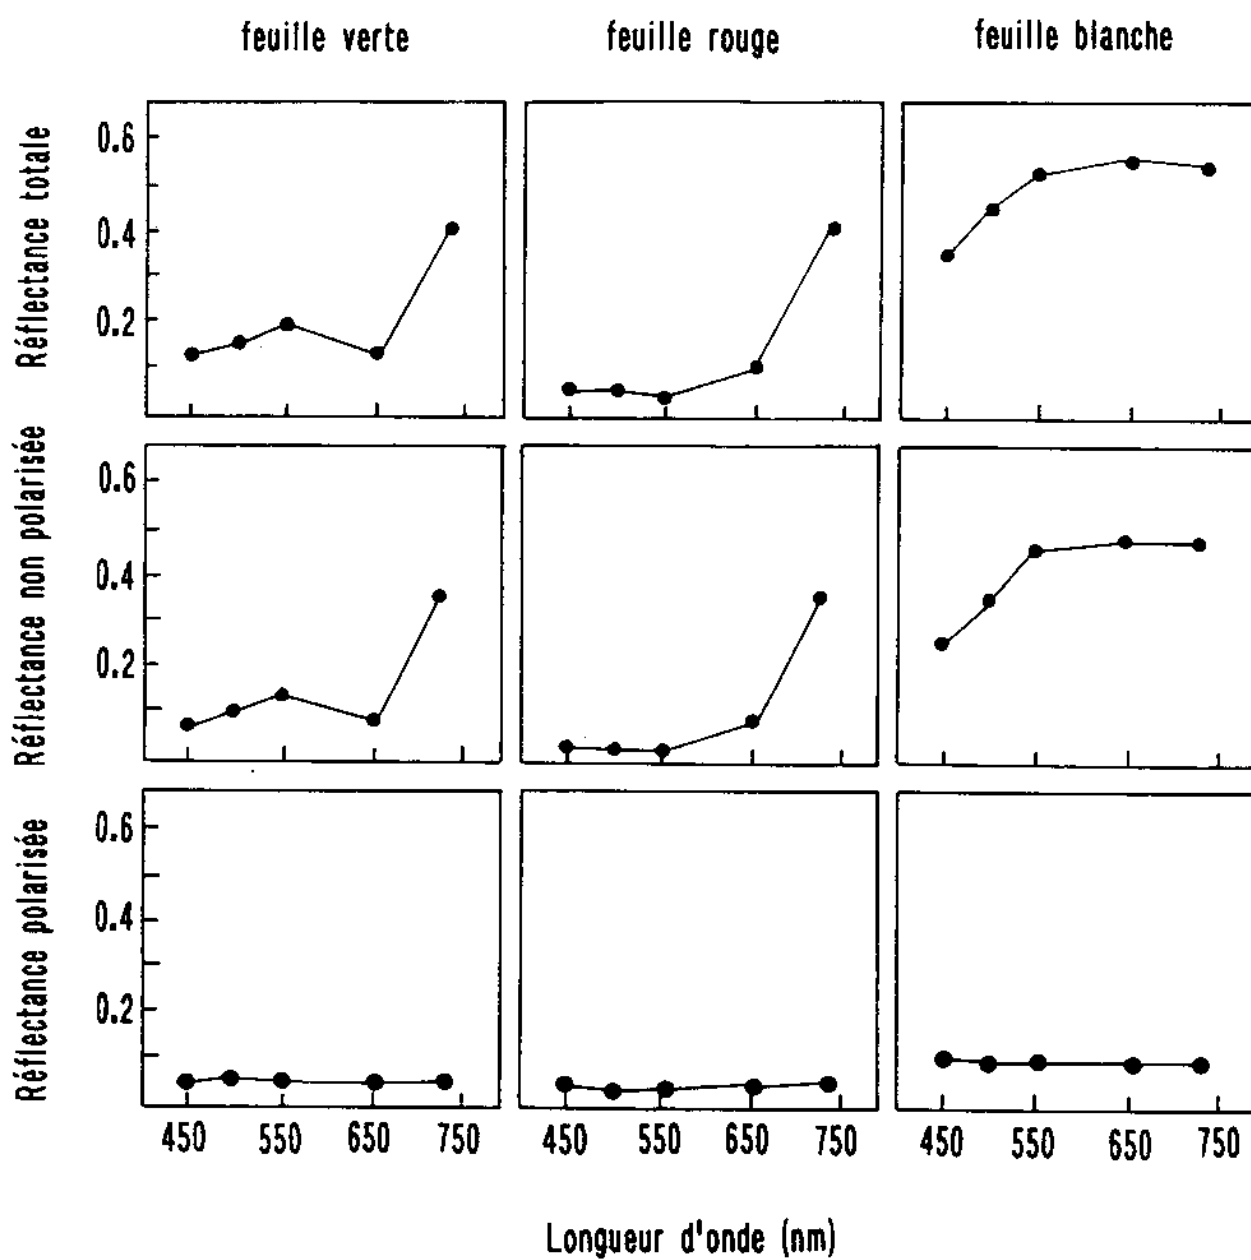 feuille verte
feuille rouge
feuille blanche
Réflectance totale
0.6
0.4
0.2
Réflectance non polarisée
0.6
0.4
0.2
Réflectance polarisée
0.6
0.4
0.2
450 550 650 750
450 550 650 750
450 550 650 750
Longueur d'onde (nm)